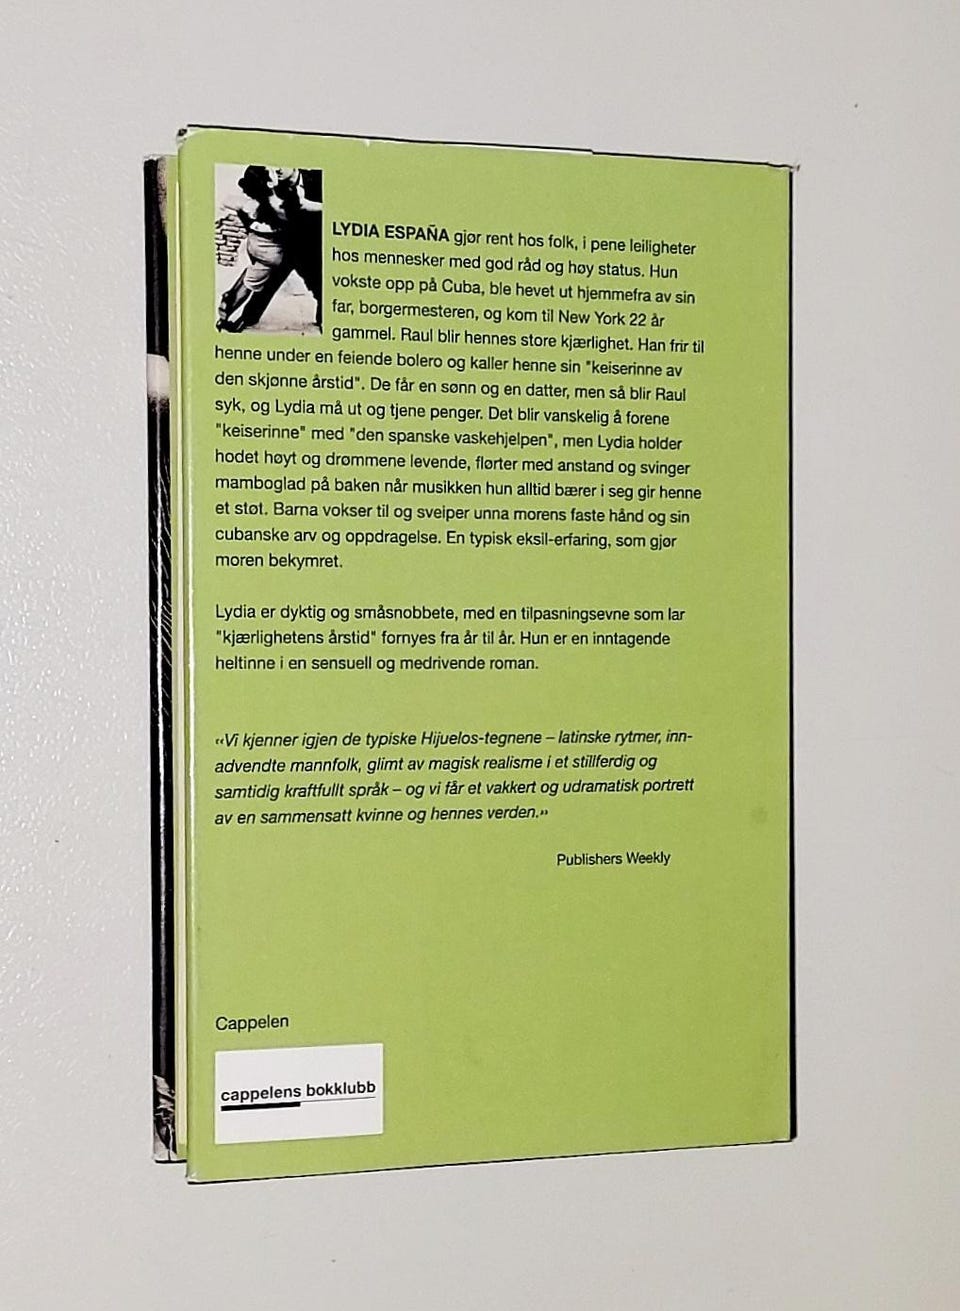 LYDIA ESPAÑA gjør rent hos folk, i pene leiligheter
hos mennesker med god råd og høy status. Hun
vokste opp på Cuba, ble hevet ut hjemmefra av sin
far, borgermesteren, og kom til New York 22 år
gammel. Raul blir hennes store kjærlighet. Han frir til
henne under en feiende bolero og kaller henne sin "keiserinne av
den skjønne årstid". De får en sønn og en datter, men så blir Raul
syk, og Lydia må ut og tjene penger. Det blir vanskelig å forene
"keiserinne" med "den spanske vaskehjelpen", men Lydia holder
hodet høyt og drømmene levende, flørter med anstand og svinger
mamboglad på baken når musikken hun alltid bærer i seg gir henne
et støt. Barna vokser til og sveiper unna morens faste hånd og sin
cubanske arv og oppdragelse. En typisk eksil-erfaring, som gjør
moren bekymret.
Lydia er dyktig og småsnobbete, med en tilpasningsevne som lar
"kjærlighetens årstid" fornyes fra år til år. Hun er en inntagende
heltinne i en sensuell og medrivende roman.
«Vi kjenner igjen de typiske Hijuelos-tegnene – latinske rytmer, inn-
advendte mannfolk, glimt av magisk realisme i et stillferdig og
samtidig kraftfullt språk – og vi får et vakkert og udramatisk portrett
av en sammensatt kvinne og hennes verden.»
Publishers Weekly
Cappelen
cappelens bokklubb